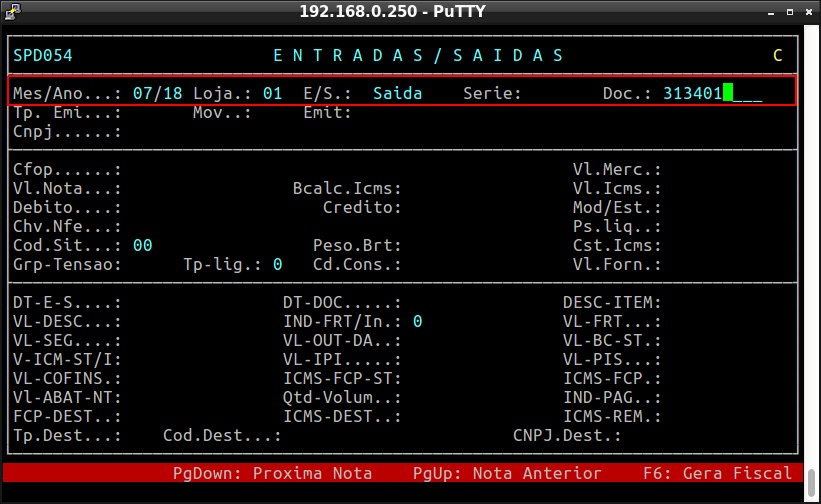 192.168.0.250 - PuTTY
SPD054 E N T R A D A S / S A I D A S C
Mes/Ano...: 07/18 Loja.: 01 E/S.: Saida Serie: Doc.: 313401___
Tp. Emi...: Mov..: Emit:
Cnpj......:
Cfop......: Vl.Merc.:
Vl.Nota...: Bcalc.Icms: Vl.Icms.:
Debito....: Credito: Mod/Est.:
Chv.Nfe...: Ps.liq..:
Cod.Sit...: 00 Peso.Brt: Cst.Icms:
Grp-Tensao: Tp-lig.: 0 Cd.Cons.: Vl.Forn.:
DT-E-S....: DT-DOC.....: DESC-ITEM:
VL-DESC...: IND-FRT/In.: 0 VL-FRT...:
VL-SEG....: VL-OUT-DA..: VL-BC-ST.:
V-ICM-ST/I: VL-IPI.....: VL-PIS...:
VL-COFINS.: ICMS-FCP-ST: ICMS-FCP.:
Vl-ABAT-NT: Qtd-Volum..: IND-PAG..:
FCP-DEST..: ICMS-DEST..: ICMS-REM.:
Tp.Dest...: Cod.Dest...: CNPJ.Dest.:
PgDown: Proxima Nota PgUp: Nota Anterior F6: Gera Fiscal